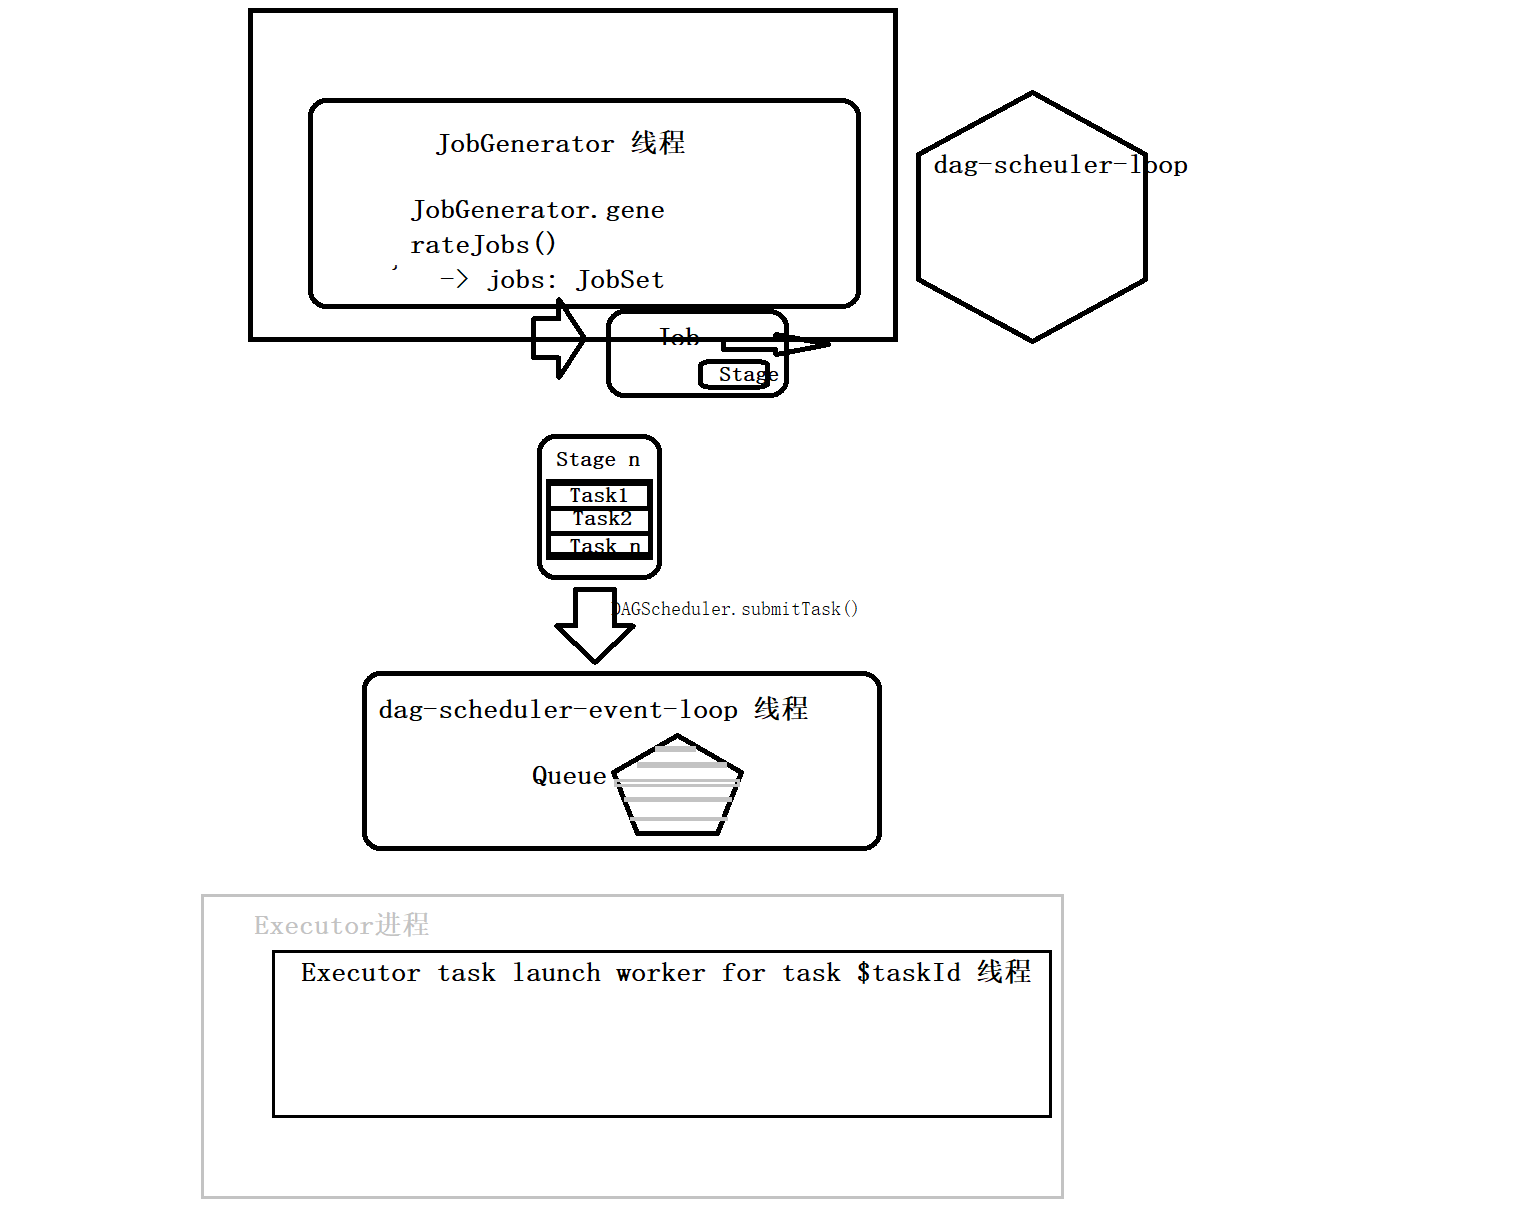 JobGenerator 线程
dag-scheuler-loop
JobGenerator.gene
rateJobs()
-> jobs: JobSet
Job
Stage
Stage n
Task1
Task2
Task n
DAGScheduler.submitTask()
dag-scheduler-event-loop 线程
Queue
Executor进程
Executor task launch worker for task $taskId 线程